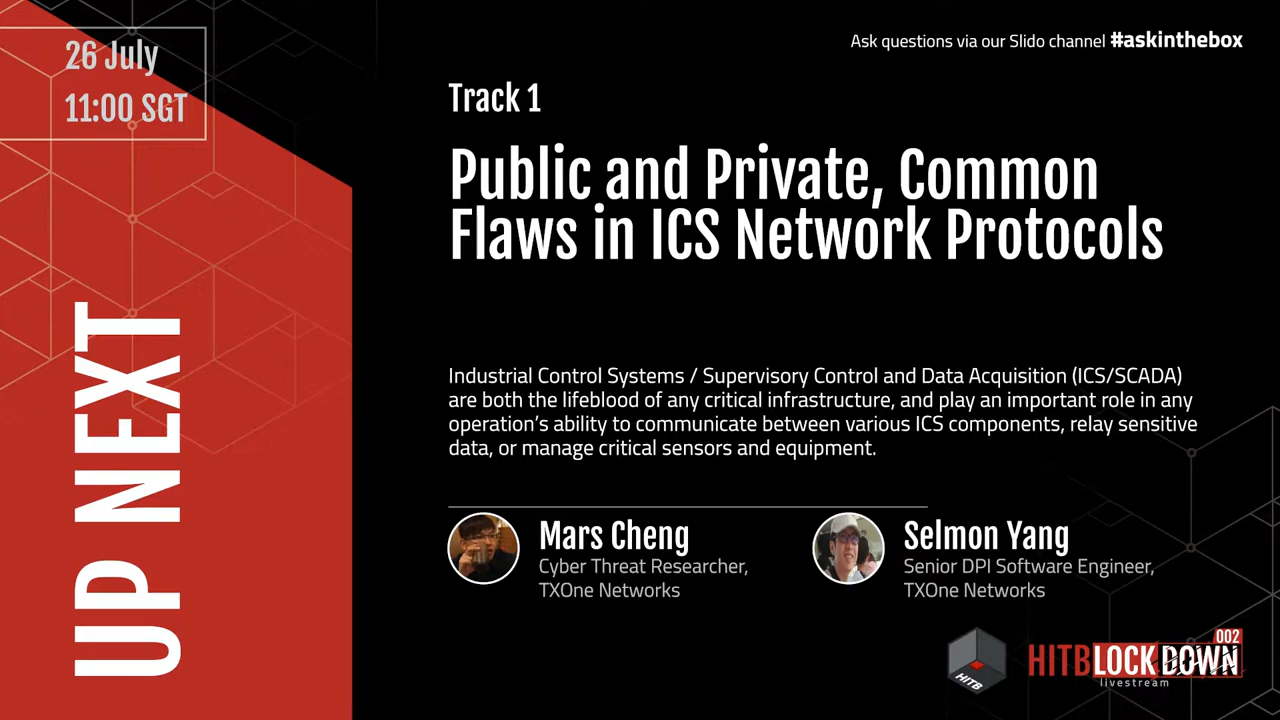 26 July
11:00 SGT
Ask questions via our Slido channel #askinthebox
Track 1
Public and Private, Common
Flaws in ICS Network Protocols
UP NEXT
Industrial Control Systems / Supervisory Control and Data Acquisition (ICS/SCADA)
are both the lifeblood of any critical infrastructure, and play an important role in any
operation's ability to communicate between various ICS components, relay sensitive
data, or manage critical sensors and equipment.
Mars Cheng
Cyber Threat Researcher,
TXOne Networks
Selmon Yang
Senior DPI Software Engineer,
TXOne Networks
HITB
HITBLOCKDOWN 002
livestream